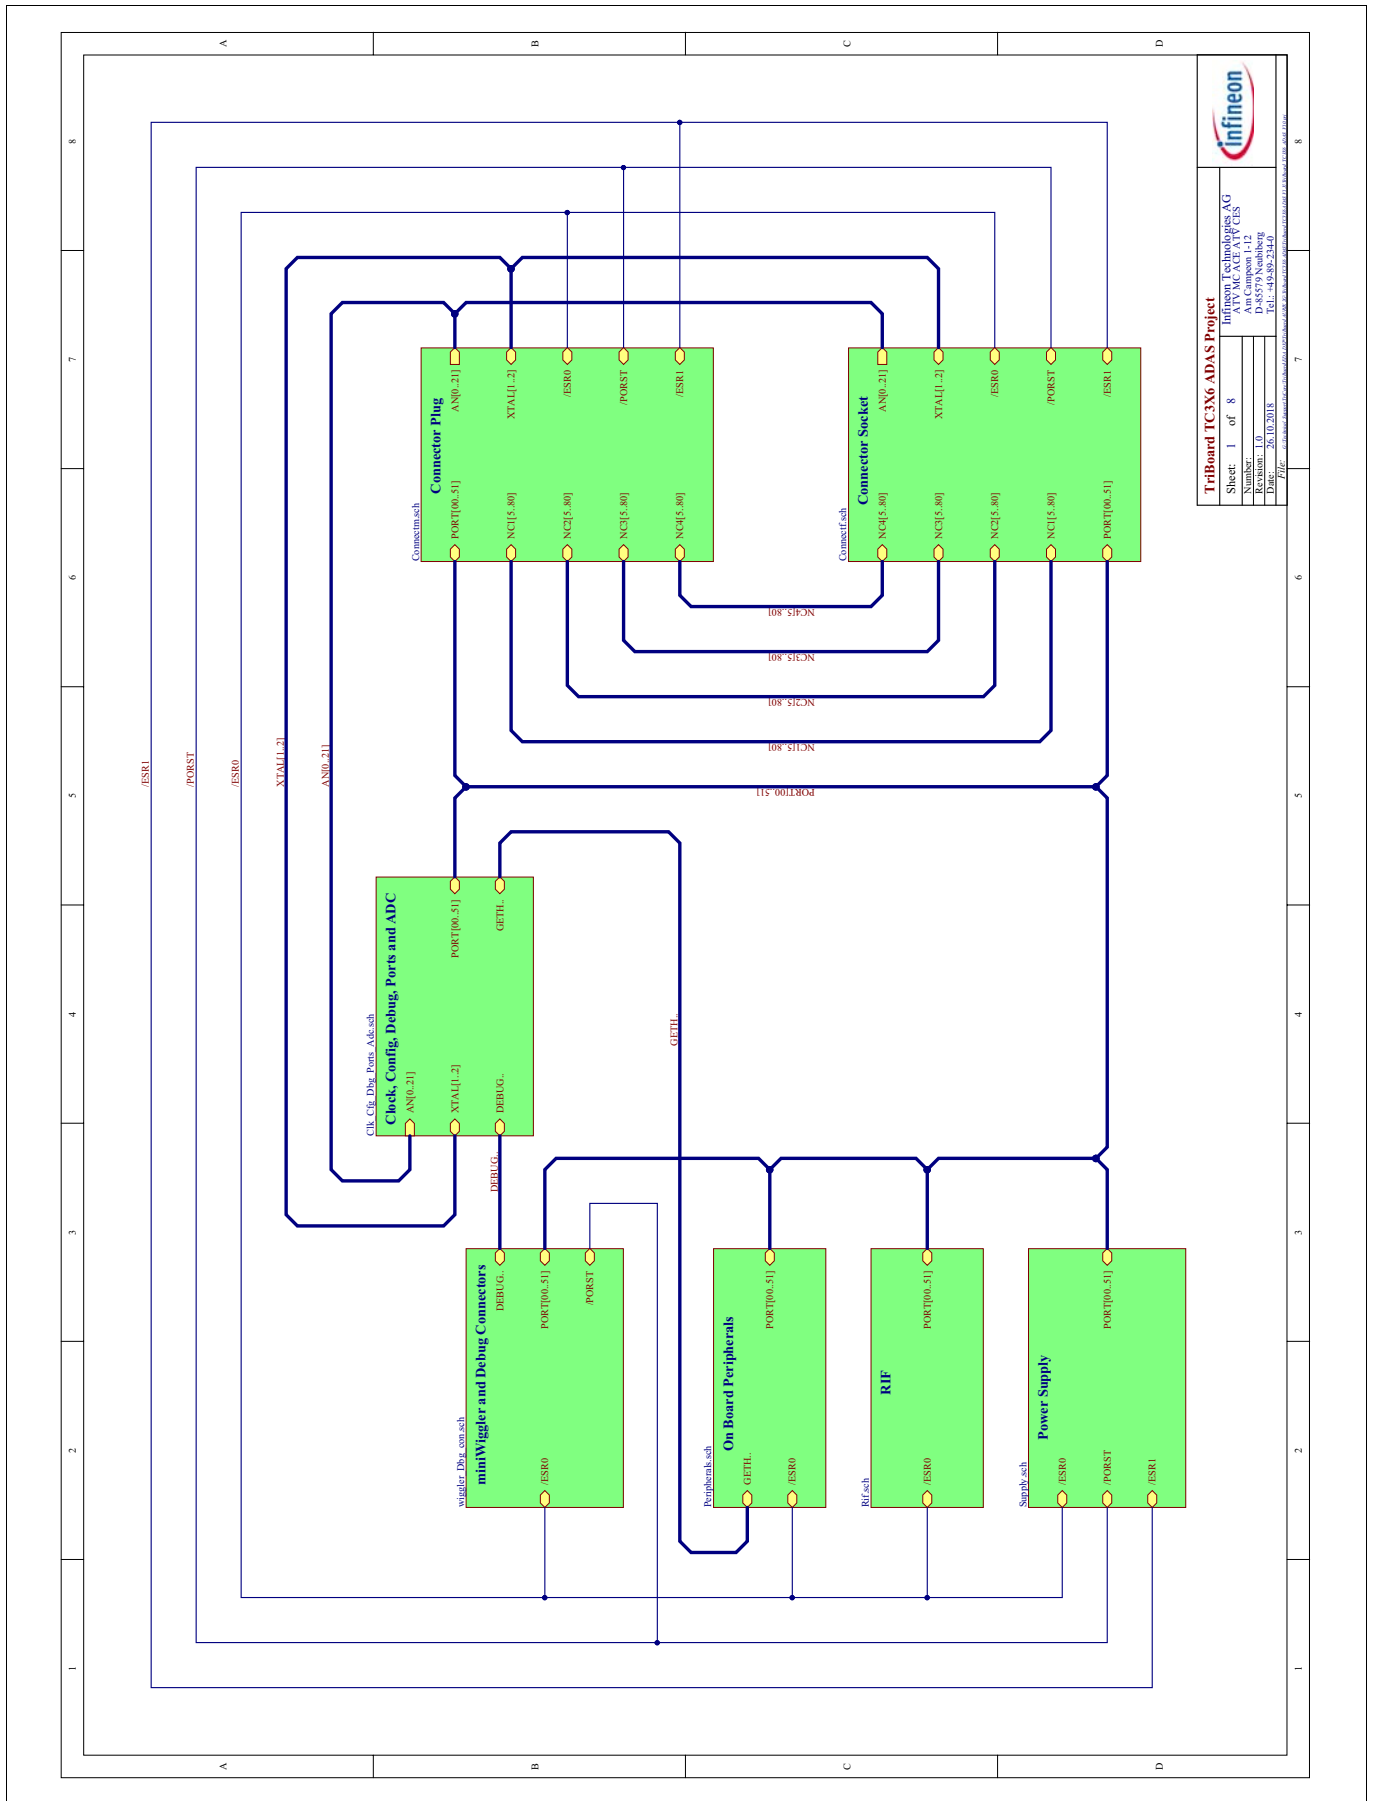 1
2
3
4
5
6
7
8
A
B
C
D
/ESR1
/PORST
/ESR0
XTAL[1..2]
AN[0..21]
wiggler_Dbg_con.sch
miniWiggler and Debug Connectors
/ESR0
DEBUG..
PORT[00..51]
/PORST
DEBUG..
Peripherals.sch
On Board Peripherals
GETH..
/ESR0
PORT[00..51]
Rif.sch
RIF
/ESR0
PORT[00..51]
Supply.sch
Power Supply
/ESR0
/PORST
/ESR1
PORT[00..51]
Clk_Cfg_Dbg_Ports_Adc.sch
Clock, Config, Debug, Ports and ADC
AN[0..21]
XTAL[1..2]
DEBUG..
PORT[00..51]
GETH..
GETH..
PORT[00..51]
NC1[5..80]
NC2[5..80]
NC3[5..80]
NC4[5..80]
Connectm.sch
Connector Plug
PORT[00..51]
NC1[5..80]
NC2[5..80]
NC3[5..80]
NC4[5..80]
AN[0..21]
XTAL[1..2]
/ESR0
/PORST
/ESR1
Connectf.sch
Connector Socket
NC4[5..80]
NC3[5..80]
NC2[5..80]
NC1[5..80]
PORT[00..51]
AN[0..21]
XTAL[1..2]
/ESR0
/PORST
/ESR1
TriBoard TC3X6 ADAS Project
Sheet: 1 of 8
Number:
Revision: 1.0
Date: 26.10.2018
File:
Infineon Technologies AG
ATV MC ACE ATV CES
Am Campeon 1-12
D-85579 Neubiberg
Tel.: +49-89-234-0
infineon
A
B
C
D
1
2
3
4
5
6
7
8